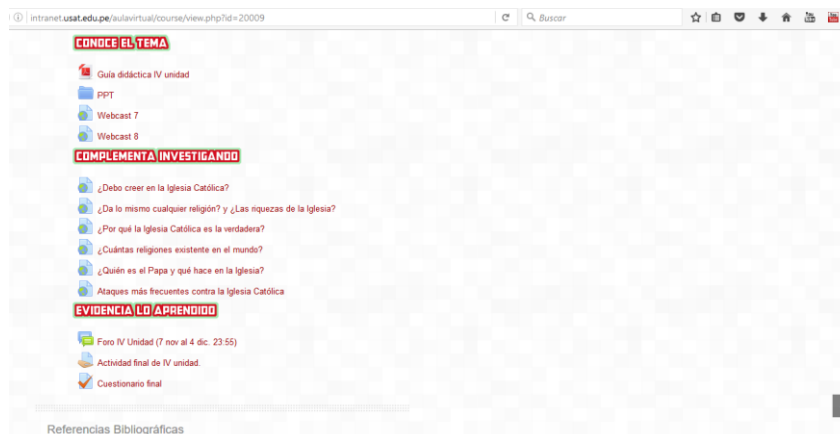 intranet.usat.edu.pe/aulavirtual/course/view.php?id=20009
Buscar
CONOCE EL TEMA
Guía didáctica IV unidad
PPT
Webcast 7
Webcast 8
COMPLEMENTA INVESTIGANDO
¿Debo creer en la Iglesia Católica?
¿Da lo mismo cualquier religión? y ¿Las riquezas de la Iglesia?
¿Por qué la Iglesia Católica es la verdadera?
¿Cuántas religiones existente en el mundo?
¿Quién es el Papa y qué hace en la Iglesia?
Ataques más frecuentes contra la Iglesia Católica
EVIDENCIA LO APRENDIDO
Foro IV Unidad (7 nov al 4 dic. 23:55)
Actividad final de IV unidad.
Cuestionario final
Referencias Bibliográficas